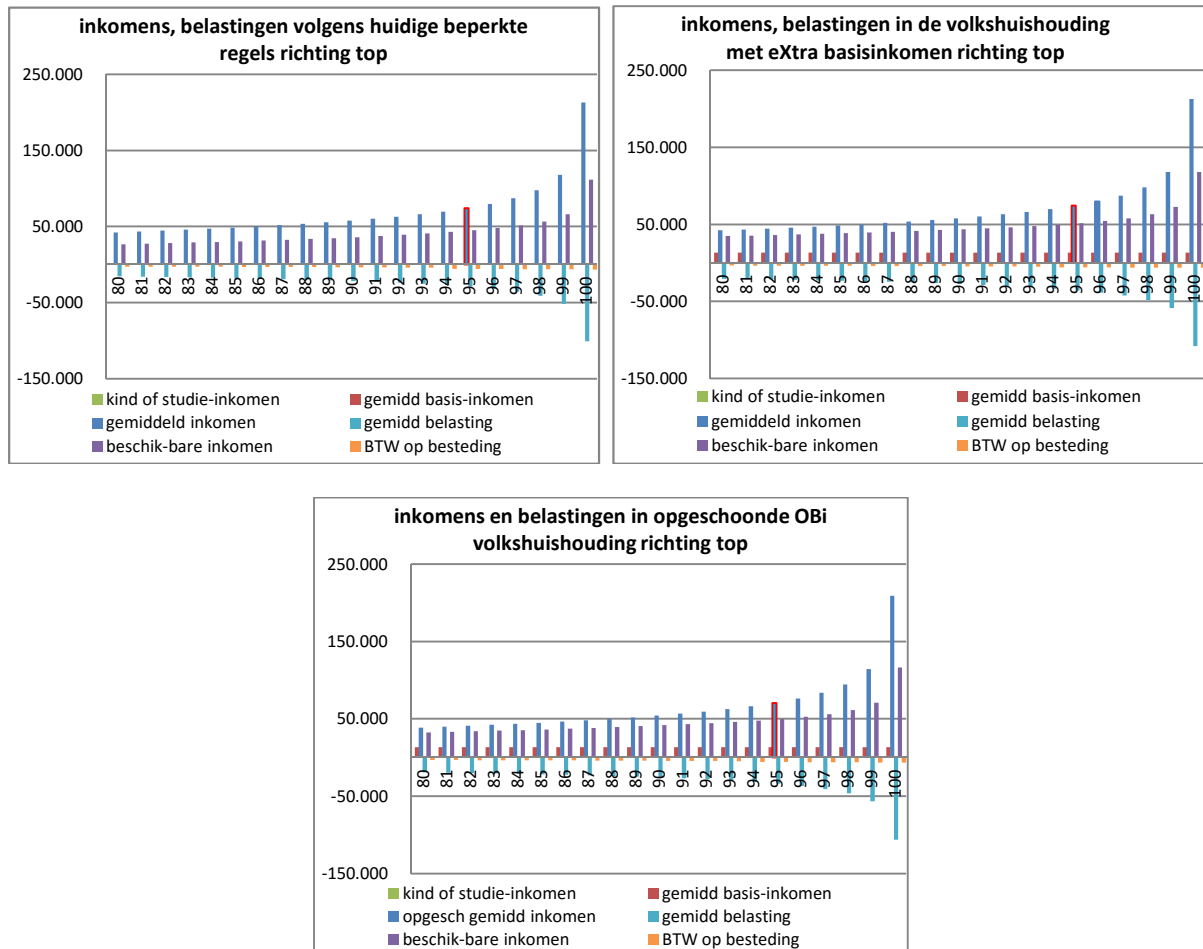 inkomens, belastingen volgens huidige beperkte
regels richting top
250.000
150.000
50.000
-50.000
-150.000
80 81 82 83 84 85 86 87 88 89 90 91 92 93 94 95 96 97 98 99 100
kind of studie-inkomen gemidd basis-inkomen
gemiddeld inkomen gemidd belasting
beschik-bare inkomen BTW op besteding
inkomens, belastingen in de volkshuishouding
met eXtra basisinkomen richting top
250.000
150.000
50.000
-50.000
-150.000
80 81 82 83 84 85 86 87 88 89 90 91 92 93 94 95 96 97 98 99 100
kind of studie-inkomen gemidd basis-inkomen
gemiddeld inkomen gemidd belasting
beschik-bare inkomen BTW op besteding
inkomens en belastingen in opgeschoonde OBi
volkshuishouding richting top
250.000
150.000
50.000
-50.000
-150.000
80 81 82 83 84 85 86 87 88 89 90 91 92 93 94 95 96 97 98 99 100
kind of studie-inkomen gemidd basis-inkomen
opgesch gemidd inkomen gemidd belasting
beschik-bare inkomen BTW op besteding